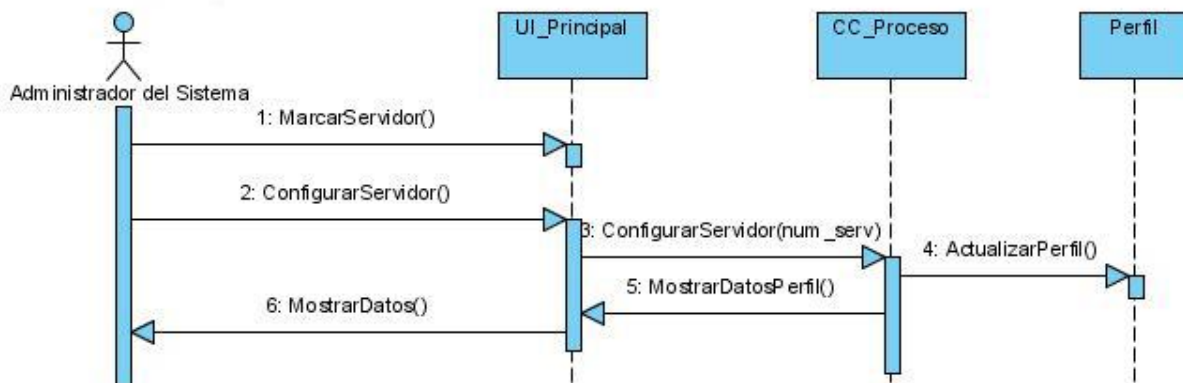 UI_Principal
CC_Proceso
Perfil
Administrador del Sistema
1: MarcarServidor()
2: ConfigurarServidor()
3: ConfigurarServidor(num_serv)
4: ActualizarPerfil()
5: MostrarDatosPerfil()
6: MostrarDatos()